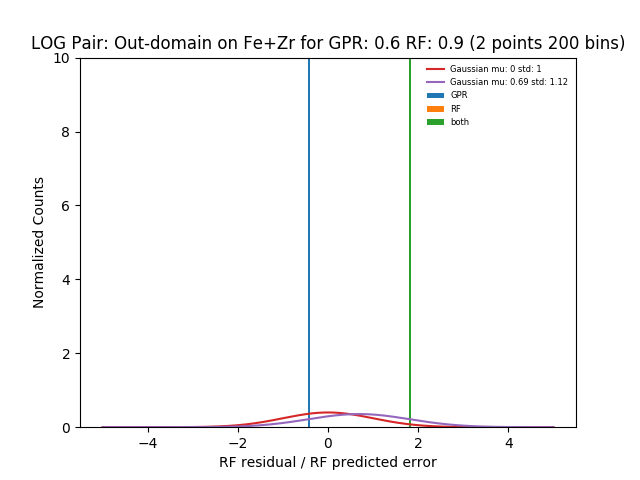 LOG Pair: Out-domain on Fe+Zr for GPR: 0.6 RF: 0.9 (2 points 200 bins)
Gaussian mu: 0 std: 1
Gaussian mu: 0.69 std: 1.12
GPR
RF
both
10
8
6
4
2
0
Normalized Counts
−4 −2 0 2 4
RF residual / RF predicted error